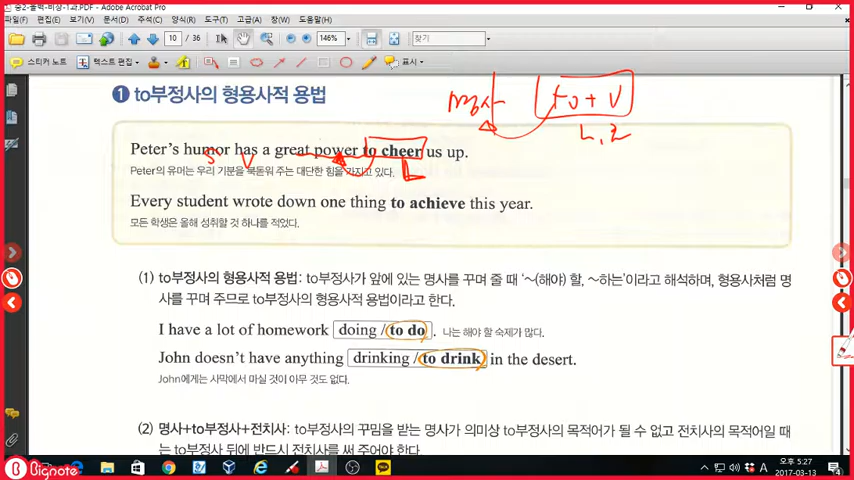 중2-플럭-비상-1과.PDF - Adobe Acrobat Pro
파일(F) 편집(E) 보기(V) 문서(D) 주석(C) 양식(R) 도구(T) 고급(A) 창(W) 도움말(H)
10 / 36 146% 찾기
스티커 노트 텍스트 편집 표시
명사 to + V
1 to부정사의 형용사적 용법
L, 2
Peter's humor has a great power to cheer us up.
S V L
Peter의 유머는 우리 기분을 북돋워 주는 대단한 힘을 가지고 있다.
Every student wrote down one thing to achieve this year.
모든 학생은 올해 성취할 것 하나를 적었다.
(1) to부정사의 형용사적 용법: to부정사가 앞에 있는 명사를 꾸며 줄 때 '~(해야) 할, ~하는'이라고 해석하며, 형용사처럼 명
사를 꾸며 주므로 to부정사의 형용사적 용법이라고 한다.
I have a lot of homework doing / to do . 나는 해야 할 숙제가 많다.
John doesn't have anything drinking / to drink in the desert.
John에게는 사막에서 마실 것이 아무 것도 없다.
(2) 명사+to부정사+전치사: to부정사의 꾸밈을 받는 명사가 의미상 to부정사의 목적어가 될 수 없고 전치사의 목적어일 때
는 to부정사 뒤에 반드시 전치사를 써 주어야 한다.
Bignote
A 오후 5:27
2017-03-13